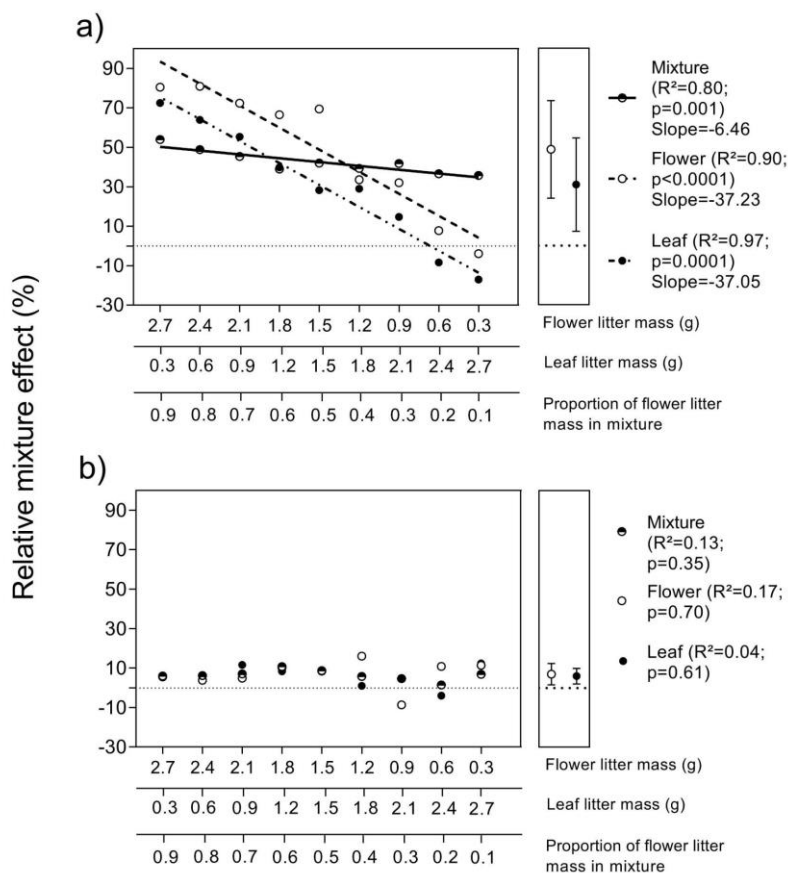 a)
90
70
50
30
10
-10
-30
2.7 2.4 2.1 1.8 1.5 1.2 0.9 0.6 0.3
Flower litter mass (g)
0.3 0.6 0.9 1.2 1.5 1.8 2.1 2.4 2.7
Leaf litter mass (g)
0.9 0.8 0.7 0.6 0.5 0.4 0.3 0.2 0.1
Proportion of flower litter
mass in mixture
Mixture
(R²=0.80;
p=0.001)
Slope=-6.46
Flower (R²=0.90;
p<0.0001)
Slope=-37.23
Leaf (R²=0.97;
p=0.0001)
Slope=-37.05
Relative mixture effect (%)
b)
90
70
50
30
10
-10
-30
2.7 2.4 2.1 1.8 1.5 1.2 0.9 0.6 0.3
Flower litter mass (g)
0.3 0.6 0.9 1.2 1.5 1.8 2.1 2.4 2.7
Leaf litter mass (g)
0.9 0.8 0.7 0.6 0.5 0.4 0.3 0.2 0.1
Proportion of flower litter
mass in mixture
Mixture
(R²=0.13;
p=0.35)
Flower (R²=0.17;
p=0.70)
Leaf (R²=0.04;
p=0.61)